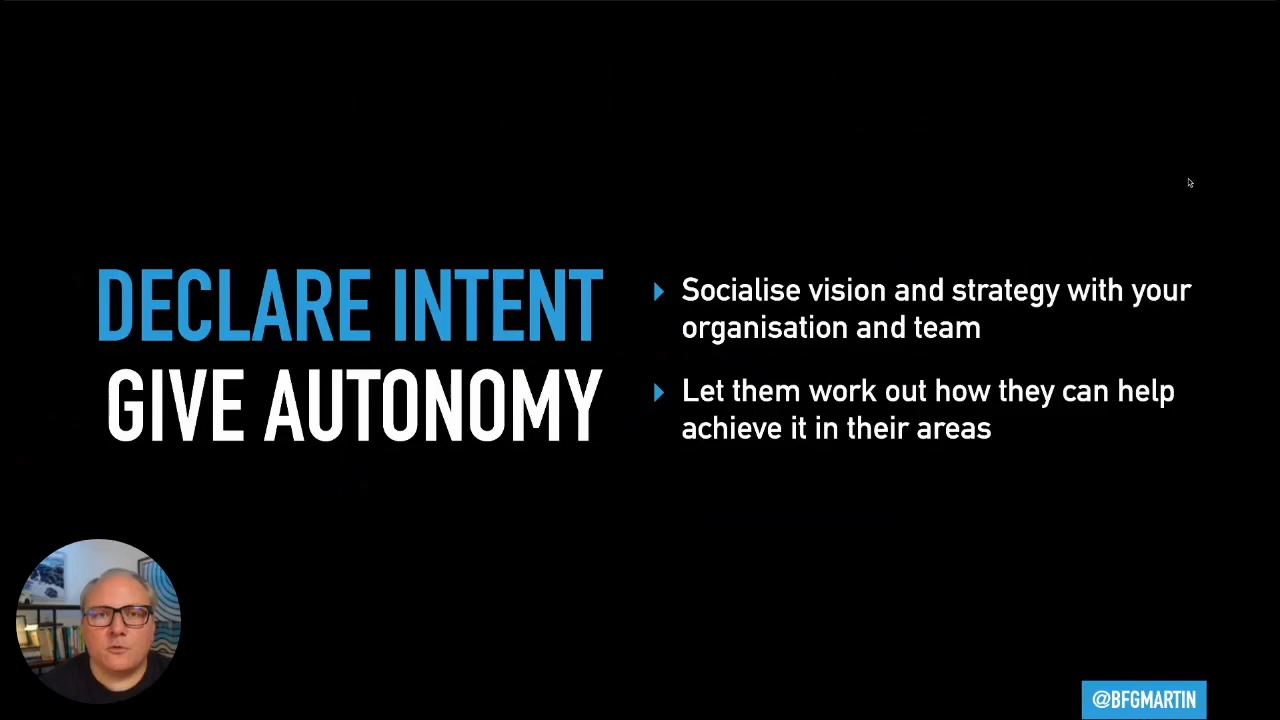 DECLARE INTENT
GIVE AUTONOMY
Socialise vision and strategy with your
organisation and team
Let them work out how they can help
achieve it in their areas
@BFGMARTIN